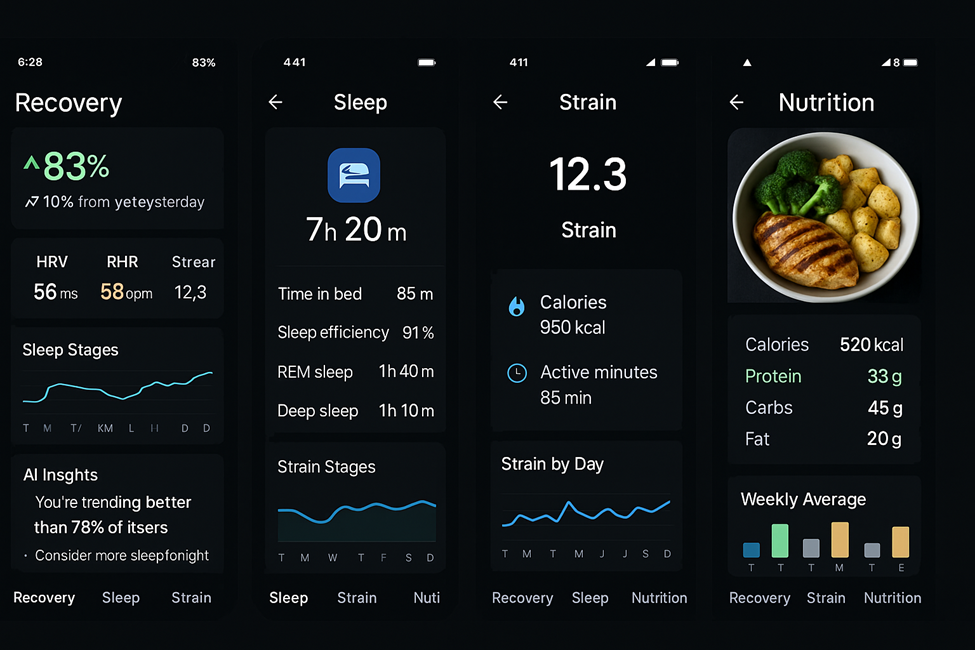 6:28 83%
Recovery
83%
10% from yeteysterday
HRV RHR Strear
56 ms 58 opm 12,3
Sleep Stages
T M T/ KM L I I D D
AI Insghts
You're trending better
than 78% of itsers
· Consider more sleepfonight
Recovery Sleep Strain
441
Sleep
7h 20 m
Time in bed 85 m
Sleep efficiency 91%
REM sleep 1h 40 m
Deep sleep 1h 10 m
Strain Stages
T M W T F S D
Sleep Strain Nuti
411
Strain
12.3
Strain
Calories
950 kcal
Active minutes
85 min
Strain by Day
T M T M J J S D
Recovery Sleep Nutrition
8
Nutrition
Calories 520 kcal
Protein 33 g
Carbs 45 g
Fat 20 g
Weekly Average
T T T M T E
Recovery Strain Nutrition